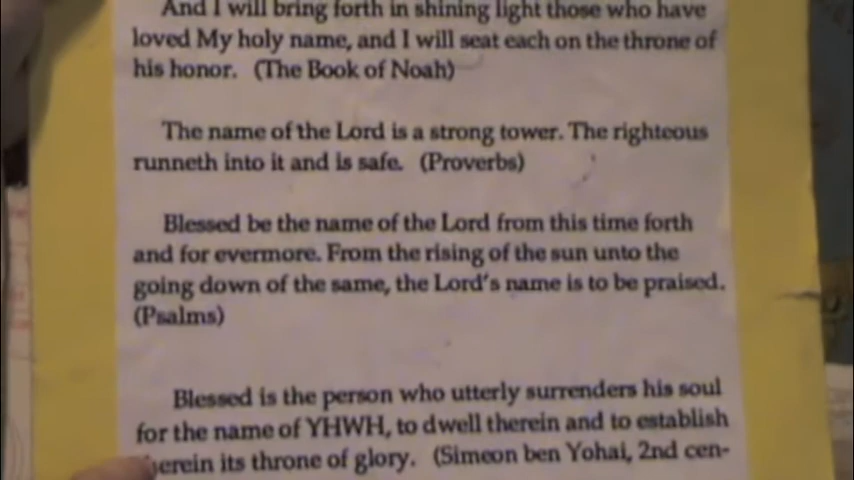 And I will bring forth in shining light those who have
loved My holy name, and I will seat each on the throne of
his honor. (The Book of Noah)
The name of the Lord is a strong tower. The righteous
runneth into it and is safe. (Proverbs)
Blessed be the name of the Lord from this time forth
and for evermore. From the rising of the sun unto the
going down of the same, the Lord's name is to be praised.
(Psalms)
Blessed is the person who utterly surrenders his soul
for the name of YHWH, to dwell therein and to establish
therein its throne of glory. (Simeon ben Yohai, 2nd cen-